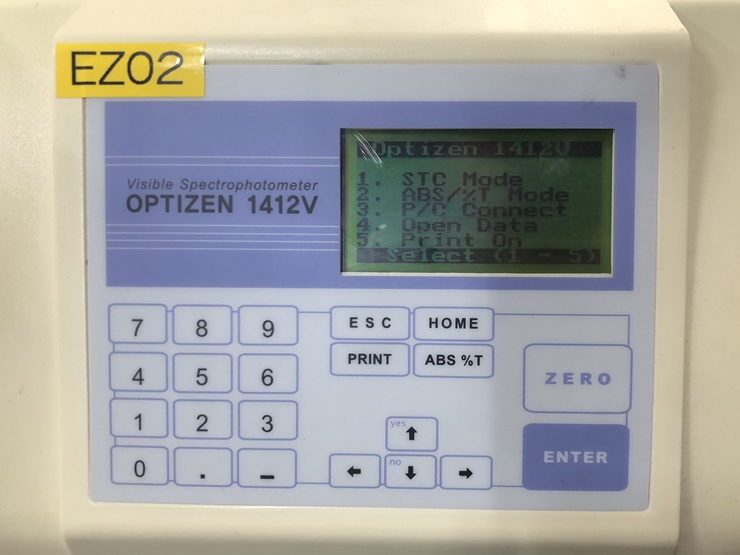 EZ02
Visible Spectrophotometer
OPTIZEN 1412V
Optizen 1412V
1. STC Mode
2. ABS/%T Mode
3. P/C Connect
4. Open Data
5. Print On
Select (1 ~ 5)
7 8 9
4 5 6
1 2 3
0 . _
ESC HOME
PRINT ABS %T
yes ↑
← no ↓ →
ZERO
ENTER